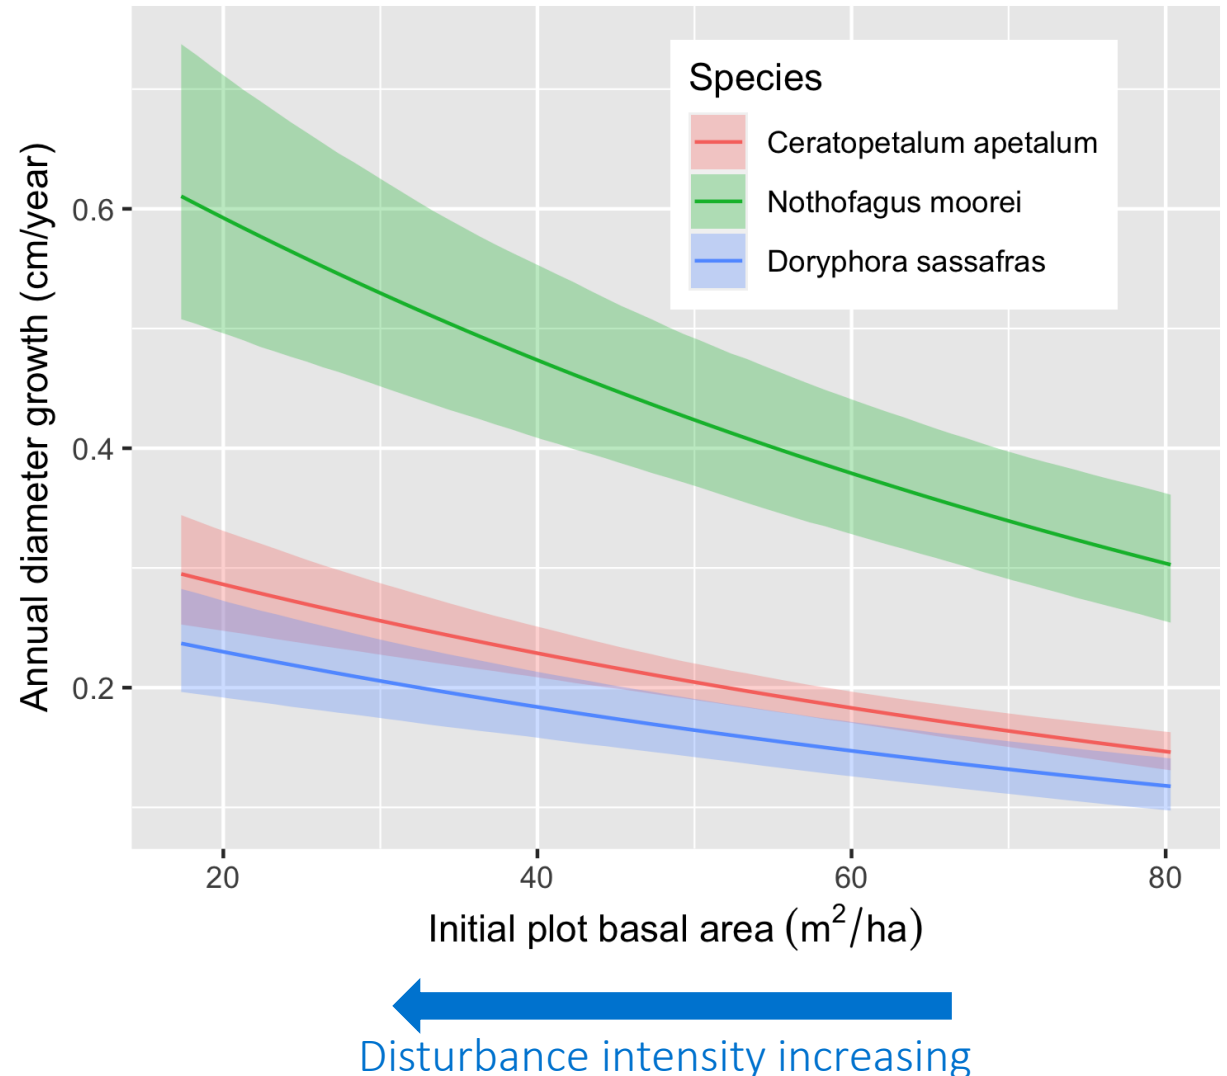 Species
Ceratopetalum apetalum
Nothofagus moorei
Doryphora sassafras
Annual diameter growth (cm/year)
0.6
0.4
0.2
20 40 60 80
Initial plot basal area (m²/ha)
Disturbance intensity increasing